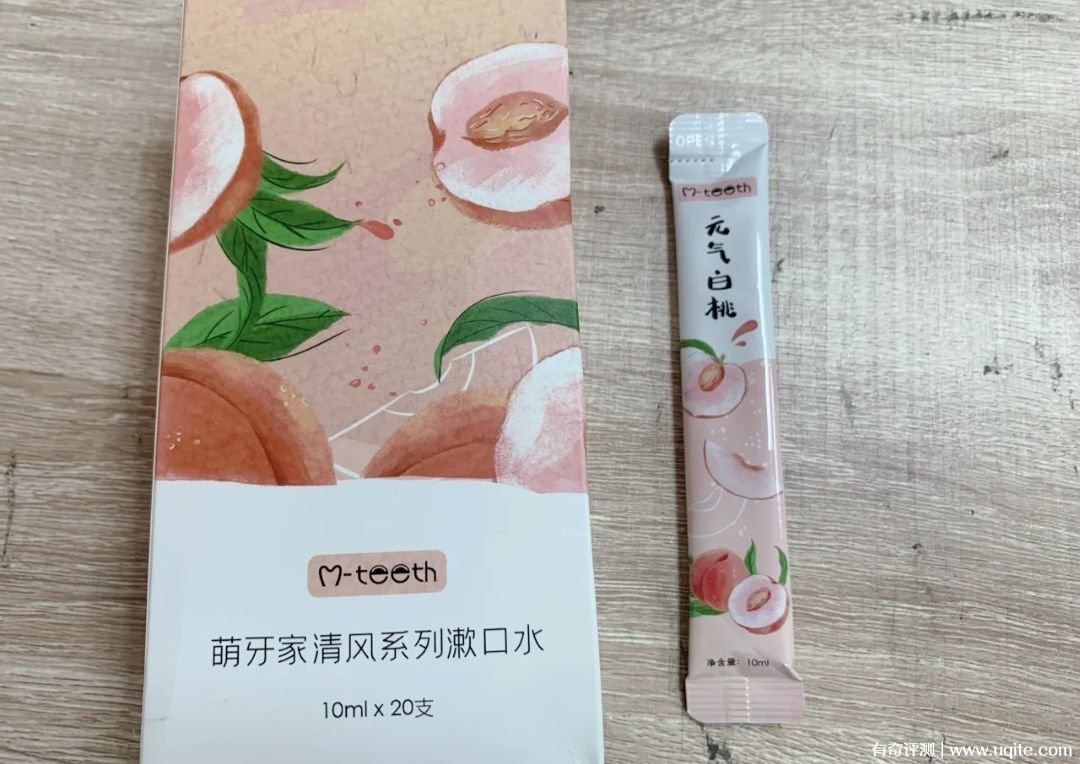 M-teeth
萌牙家清风系列漱口水
10ml x 20支
OPEN
M-teeth
元气白桃
净含量：10ml
有奇评测 | www.uqite.com